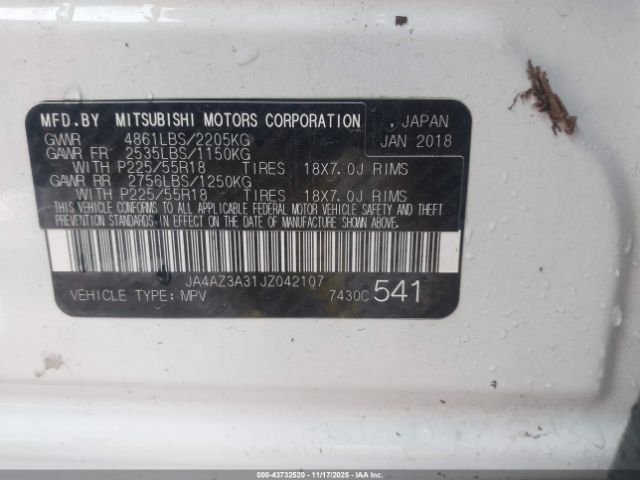 MFD.BY MITSUBISHI MOTORS CORPORATION , JAPAN
GVWR 4861LBS/2205KG JAN 2018
GAWR FR 2535LBS/1150KG
WITH P225/55R18 TIRES 18X7.0J RIMS
GAWR RR 2756LBS/1250KG
WITH P225/55R18 TIRES 18X7.0J RIMS
THIS VEHICLE CONFORMS TO ALL APPLICABLE FEDERAL MOTOR VEHICLE SAFETY AND THEFT
PREVENTION STANDARDS IN EFFECT ON THE DATE OF MANUFACTURE SHOWN ABOVE.
JA4AZ3A31JZ042107
VEHICLE TYPE: MPV 7430C 541
000-43732520 - 11/17/2025 - IAA Inc.